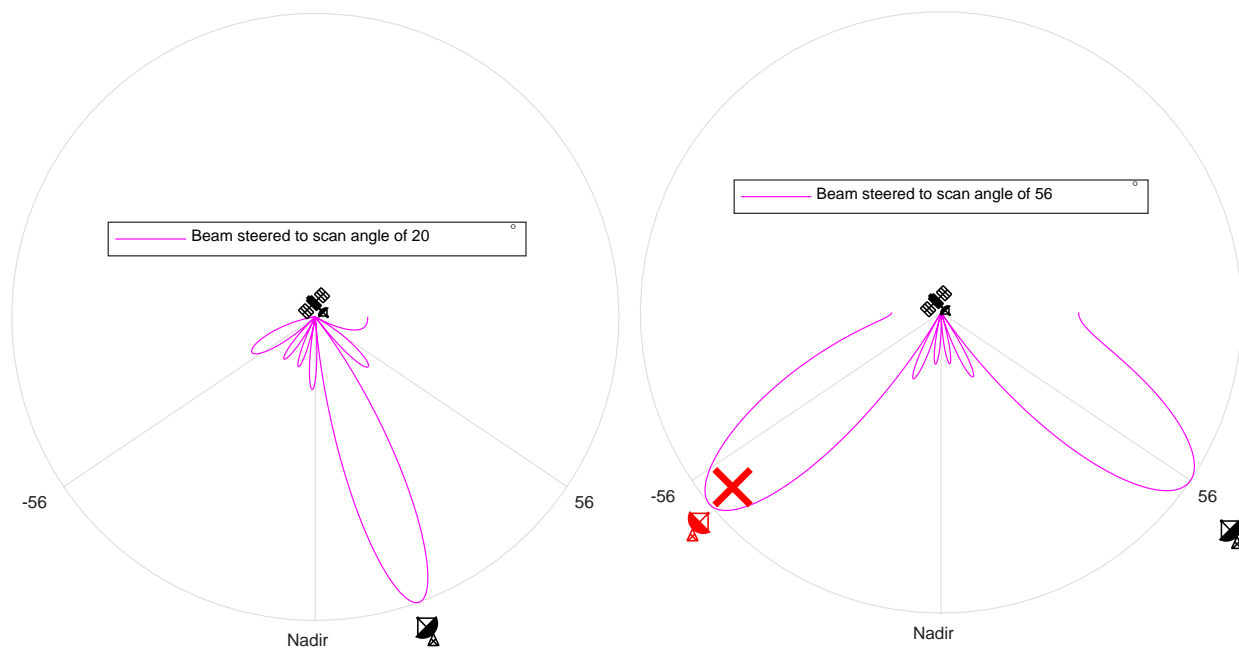 Beam steered to scan angle of 20 °
-56
56
Nadir
Beam steered to scan angle of 56 °
-56
56
Nadir